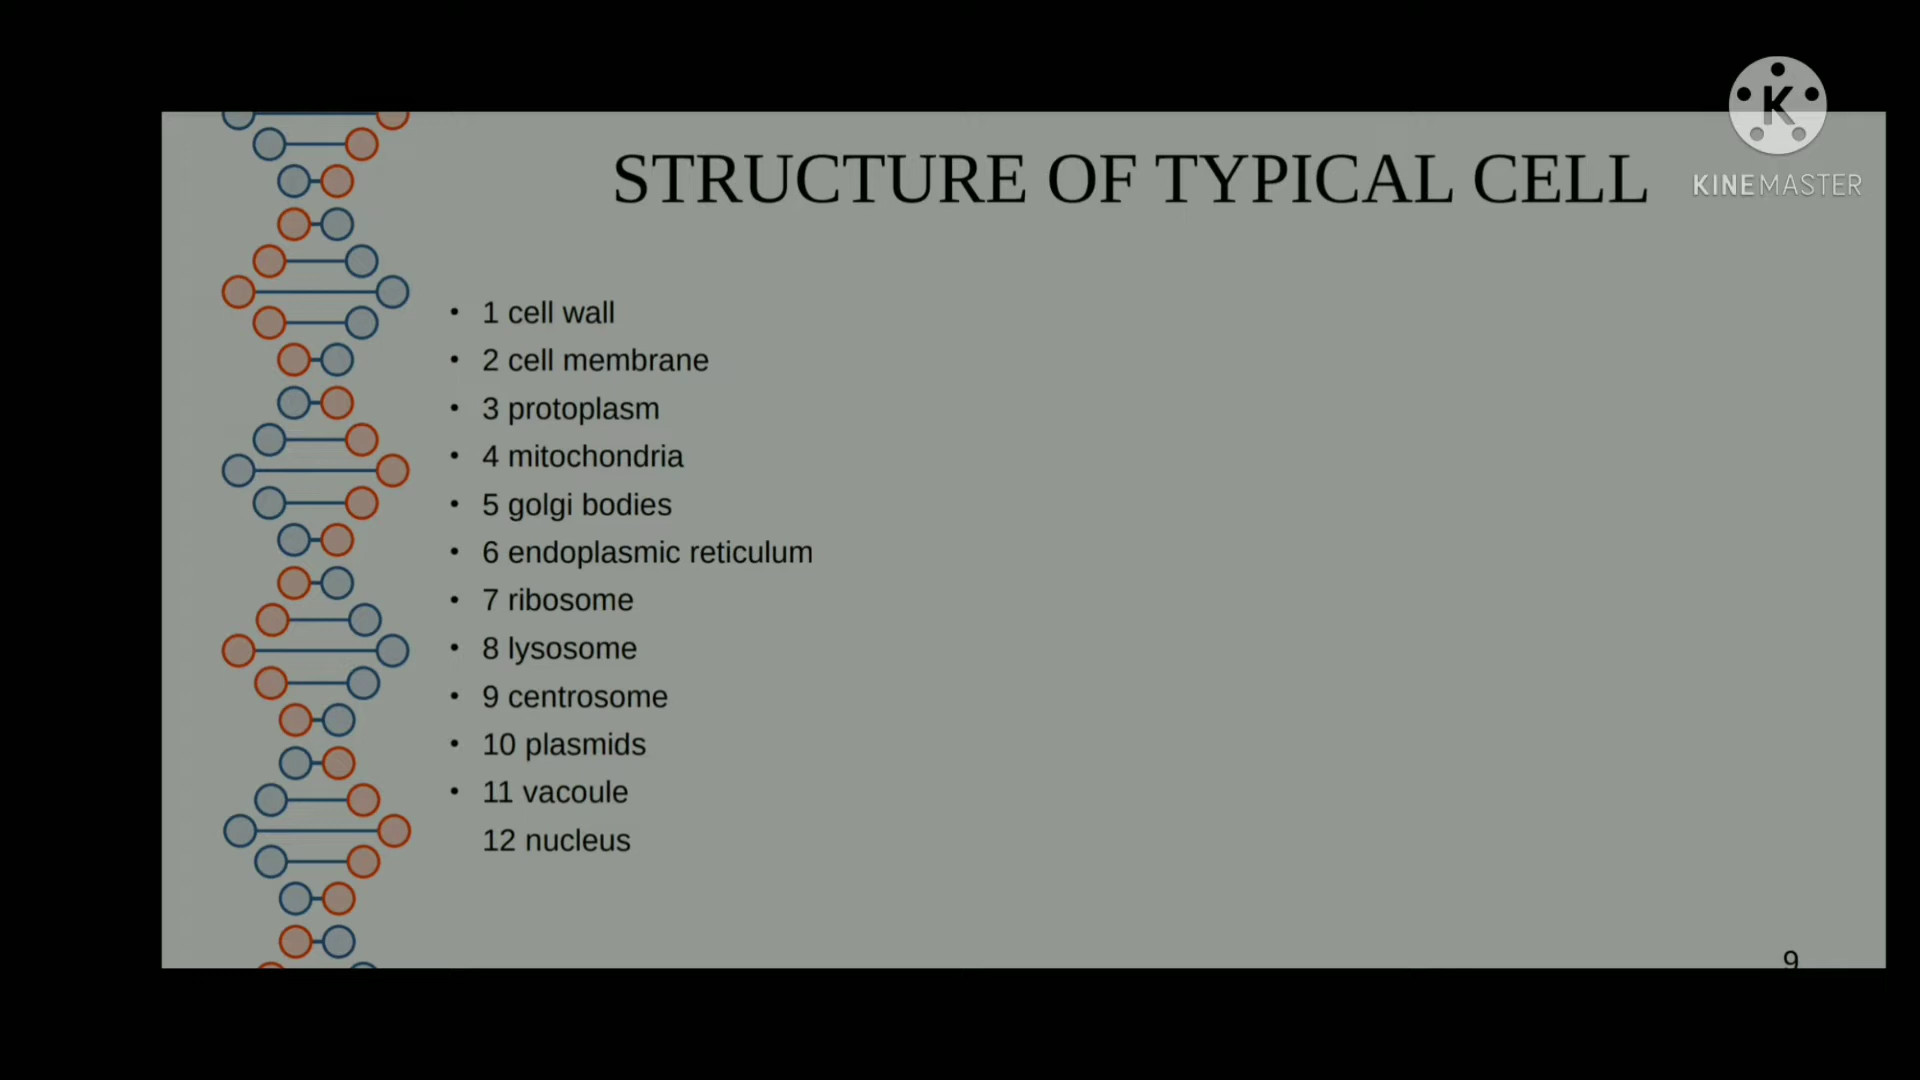 K
KINEMASTER
STRUCTURE OF TYPICAL CELL
• 1 cell wall
• 2 cell membrane
• 3 protoplasm
• 4 mitochondria
• 5 golgi bodies
• 6 endoplasmic reticulum
• 7 ribosome
• 8 lysosome
• 9 centrosome
• 10 plasmids
• 11 vacoule
12 nucleus
9